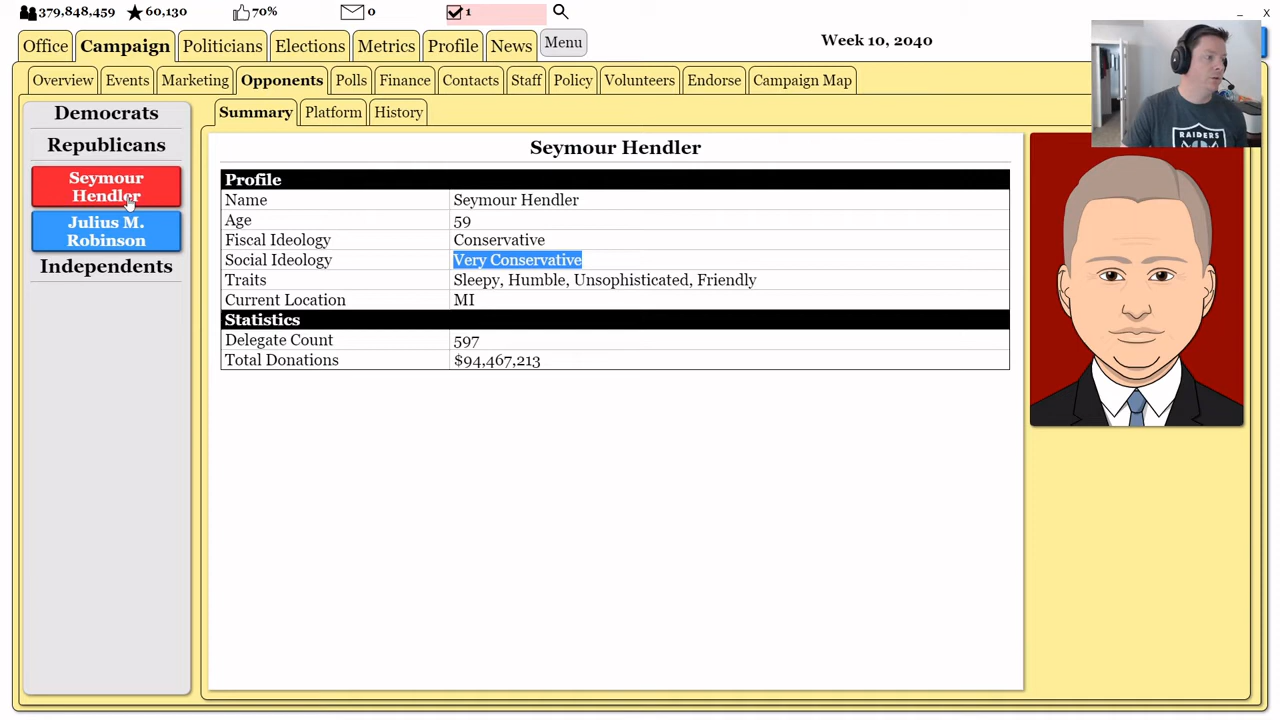 379,848,459 60,130 70% 0 1
Office Campaign Politicians Elections Metrics Profile News Menu
Week 10, 2040
Overview Events Marketing Opponents Polls Finance Contacts Staff Policy Volunteers Endorse Campaign Map
Democrats
Republicans
Seymour
Hendler
Julius M.
Robinson
Independents
Summary Platform History
Seymour Hendler
Profile
Name Seymour Hendler
Age 59
Fiscal Ideology Conservative
Social Ideology Very Conservative
Traits Sleepy, Humble, Unsophisticated, Friendly
Current Location MI
Statistics
Delegate Count 597
Total Donations $94,467,213
RAIDERS